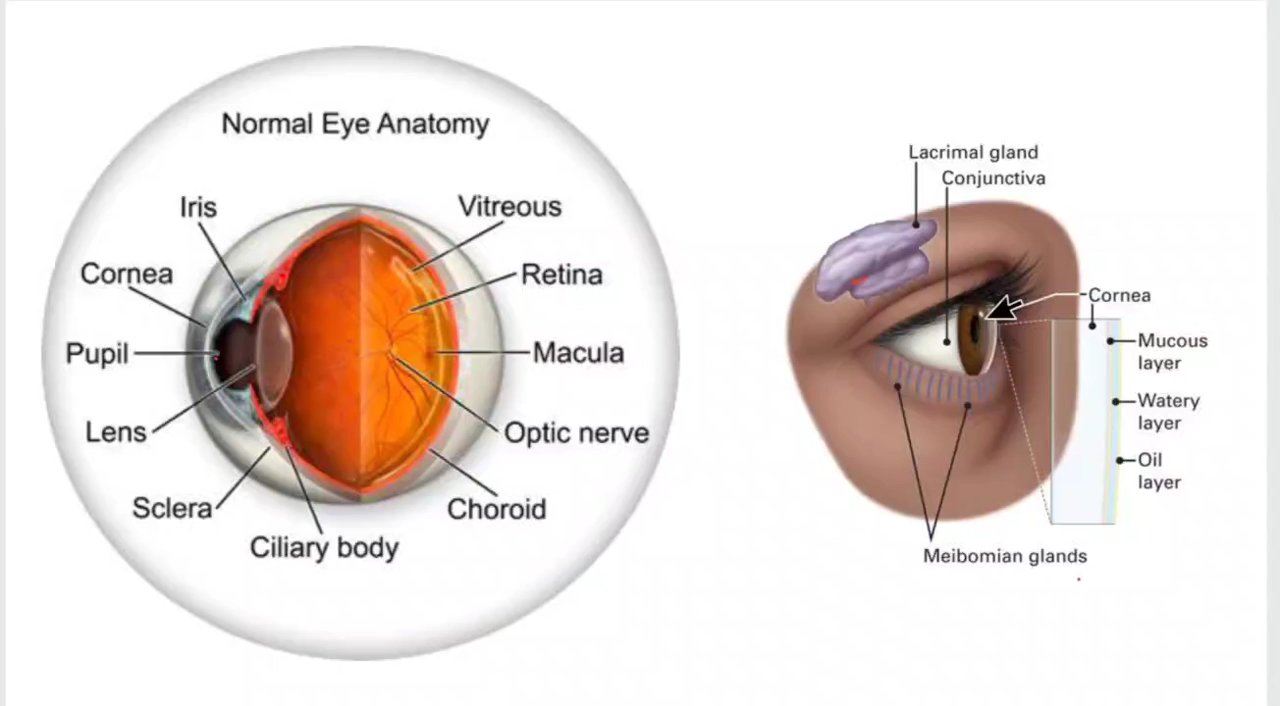 Normal Eye Anatomy
Iris
Vitreous
Cornea
Retina
Pupil
Macula
Lens
Optic nerve
Sclera
Choroid
Ciliary body
Lacrimal gland
Conjunctiva
Cornea
Mucous
layer
Watery
layer
Oil
layer
Meibomian glands